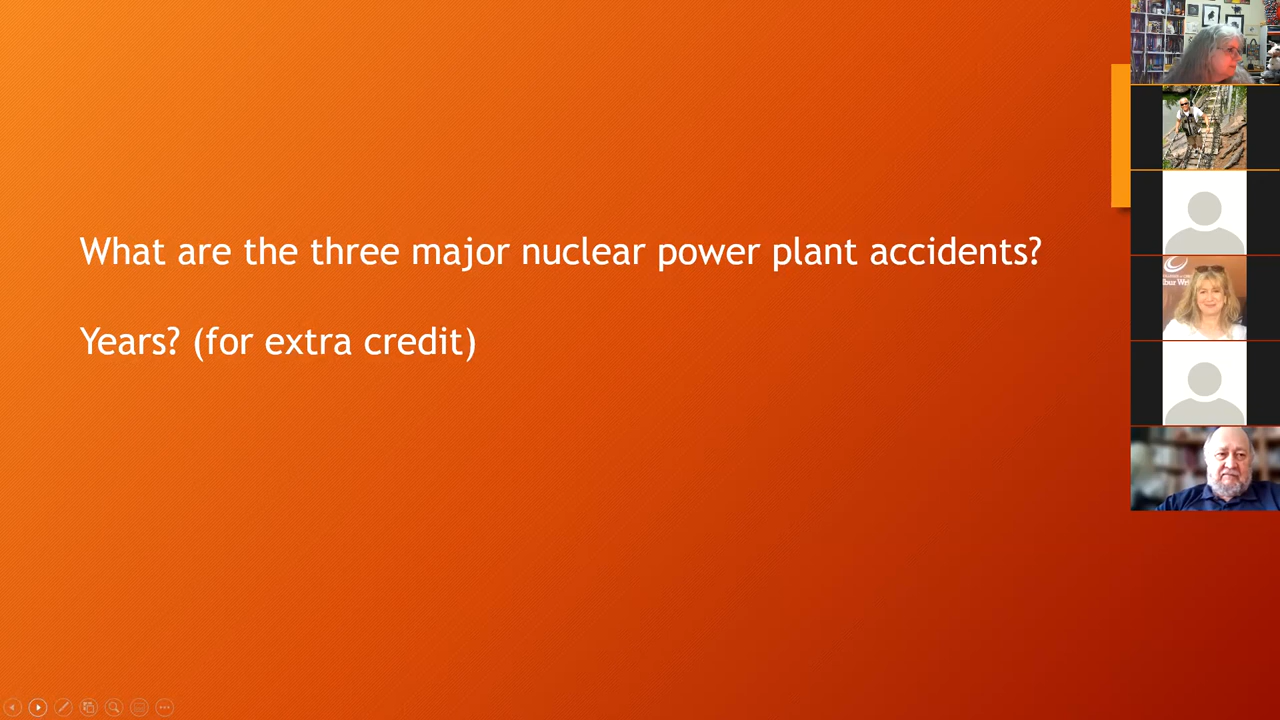 What are the three major nuclear power plant accidents?
Years? (for extra credit)